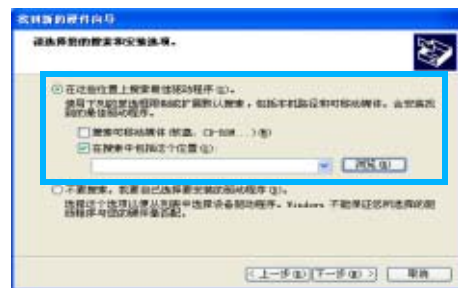 找到新的硬件向导
请选择您的搜索和安装选项。
在这些位置上搜索最佳驱动程序(S)。
使用下列的复选框限制或扩展默认搜索，包括本机路径和可移动媒体。会安装找
到的最佳驱动程序。
搜索可移动媒体(软盘、CD-ROM...)(M)
在搜索中包括这个位置(O):
浏览(R)
不要搜索。我要自己选择要安装的驱动程序(D)。
选择这个选项以便从列表中选择设备驱动程序。Windows 不能保证您所选择的驱
动程序与您的硬件最匹配。
< 上一步(B)
下一步(N) >
取消